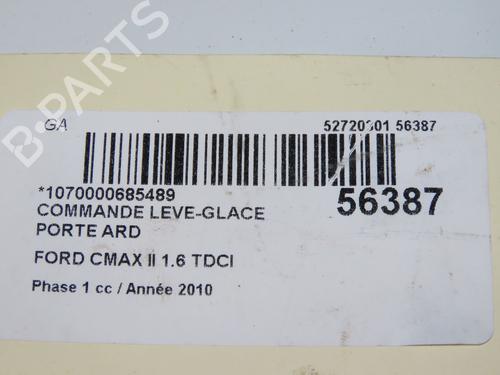 GA
52720301 56387
*1070000685489
56387
COMMANDE LEVE-GLACE
PORTE ARD
FORD CMAX II 1.6 TDCI
Phase 1 cc / Année 2010
B-PARTS